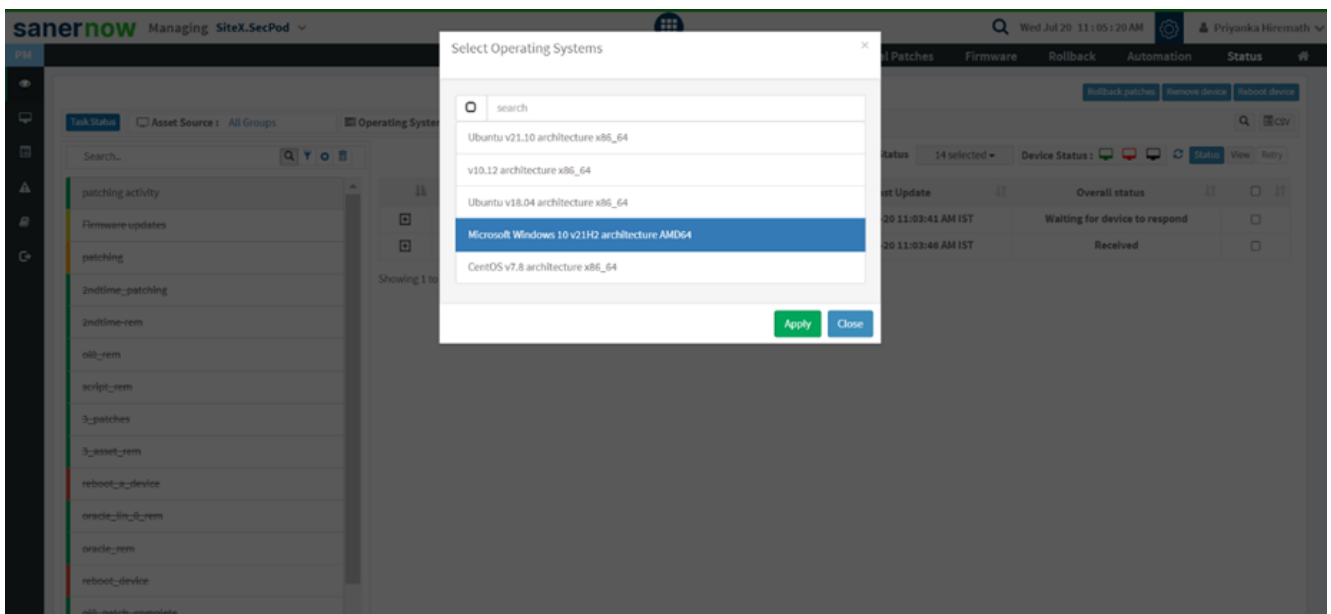 sanernow Managing SiteX.SecPod
Wed Jul 20 11:05:20 AM
Priyanka Hiremath
PM
al Patches Firmware Rollback Automation Status
Rollback patches Remove device Reboot device
Task Status Asset Source : All Groups Operating Syster
CSV
Search..
tatus 14 selected Device Status : Status View Retry
Select Operating Systems
×
search
Ubuntu v21.10 architecture x86_64
v10.12 architecture x86_64
Ubuntu v18.04 architecture x86_64
Microsoft Windows 10 v21H2 architecture AMD64
CentOS v7.8 architecture x86_64
Apply Close
st Update Overall status
-20 11:03:41 AM IST Waiting for device to respond
-20 11:03:46 AM IST Received
Showing 1 to
patching activity
Firmware updates
patching
2ndtime_patching
2ndtime-rem
ol8_rem
script_rem
3_patches
3_asset_rem
reboot_a_device
oracle_lin_8_rem
oracle_rem
reboot_device
ol8_patch_complete